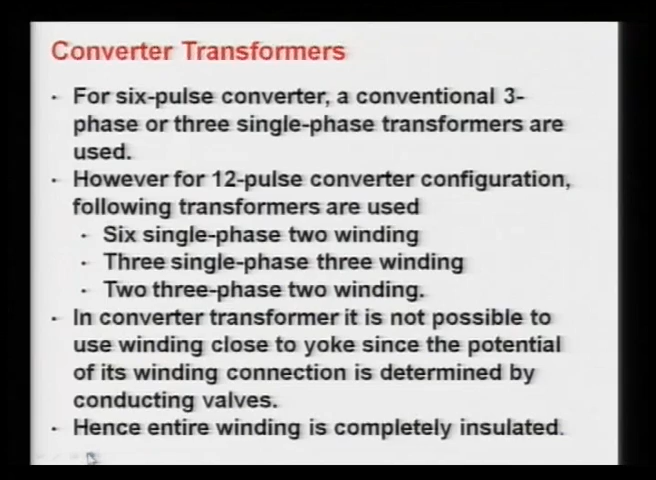 Converter Transformers
· For six-pulse converter, a conventional 3-
phase or three single-phase transformers are
used.
· However for 12-pulse converter configuration,
following transformers are used
· Six single-phase two winding
· Three single-phase three winding
· Two three-phase two winding.
· In converter transformer it is not possible to
use winding close to yoke since the potential
of its winding connection is determined by
conducting valves.
· Hence entire winding is completely insulated.